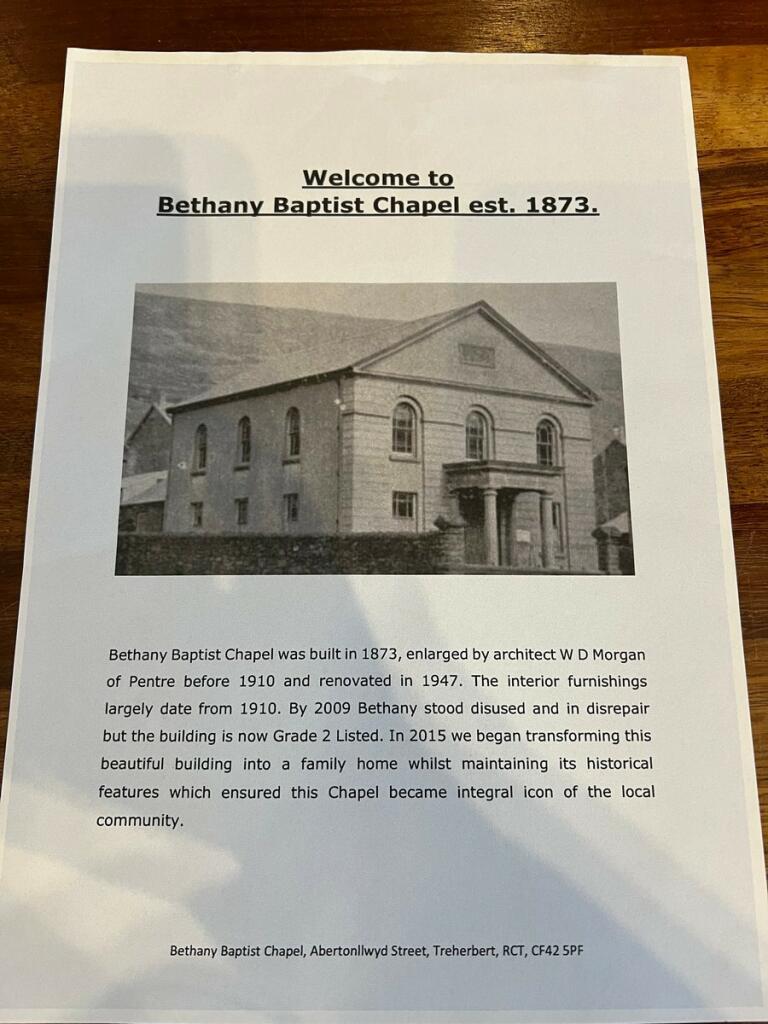 Welcome to
Bethany Baptist Chapel est. 1873.
Bethany Baptist Chapel was built in 1873, enlarged by architect W D Morgan
of Pentre before 1910 and renovated in 1947. The interior furnishings
largely date from 1910. By 2009 Bethany stood disused and in disrepair
but the building is now Grade 2 Listed. In 2015 we began transforming this
beautiful building into a family home whilst maintaining its historical
features which ensured this Chapel became integral icon of the local
community.
Bethany Baptist Chapel, Abertonllwyd Street, Treherbert, RCT, CF42 5PF